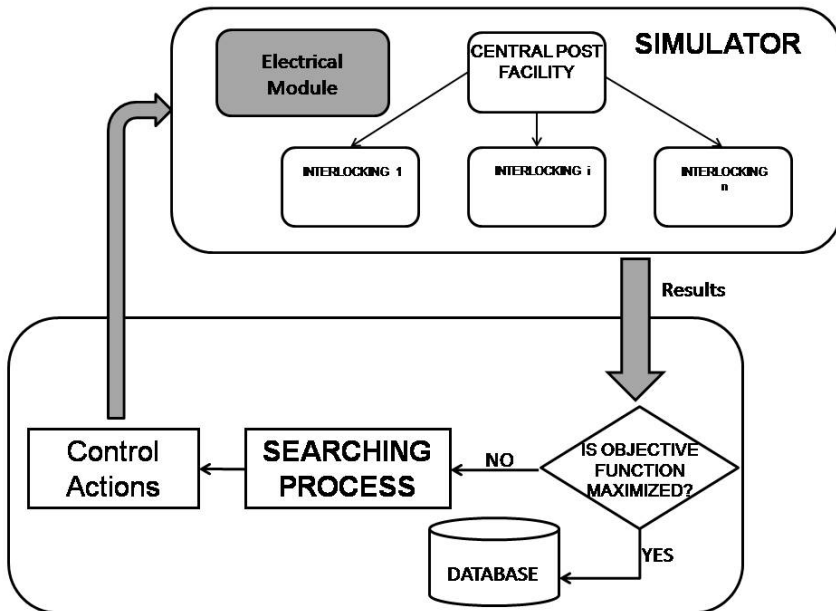 SIMULATOR
Electrical
Module
CENTRAL POST
FACILITY
INTERLOCKING 1
INTERLOCKING i
INTERLOCKING
n
Results
IS OBJECTIVE
FUNCTION
MAXIMIZED?
NO
SEARCHING
PROCESS
Control
Actions
YES
DATABASE